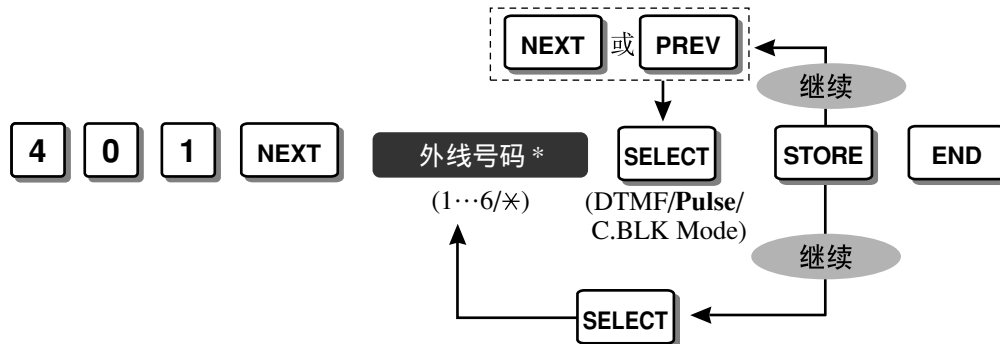 NEXT 或 PREV
继续
4 0 1 NEXT 外线号码* SELECT STORE END
(1···6/✳) (DTMF/Pulse/
C.BLK Mode)
继续
SELECT